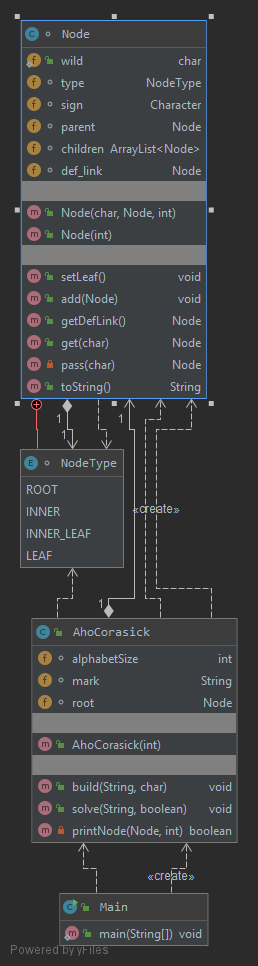 C Node
f wild char
f type NodeType
f sign Character
f parent Node
f children ArrayList<Node>
f def_link Node
m Node(char, Node, int)
m Node(int)
m setLeaf() void
m add(Node) void
m getDefLink() Node
m get(char) Node
m pass(char) Node
m toString() String
1 1 1
E NodeType
ROOT
INNER
INNER_LEAF
LEAF
«create»
1
C AhoCorasick
f alphabetSize int
f mark String
f root Node
m AhoCorasick(int)
m build(String, char) void
m solve(String, boolean) void
m printNode(Node, int) boolean
«create»
C Main
m main(String[]) void
Powered by yFiles